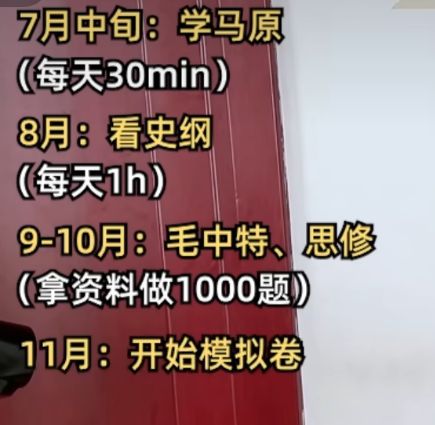 7月中旬：学马原
（每天30min）
8月：看史纲
（每天1h）
9-10月：毛中特、思修
（拿资料做1000题）
11月：开始模拟卷